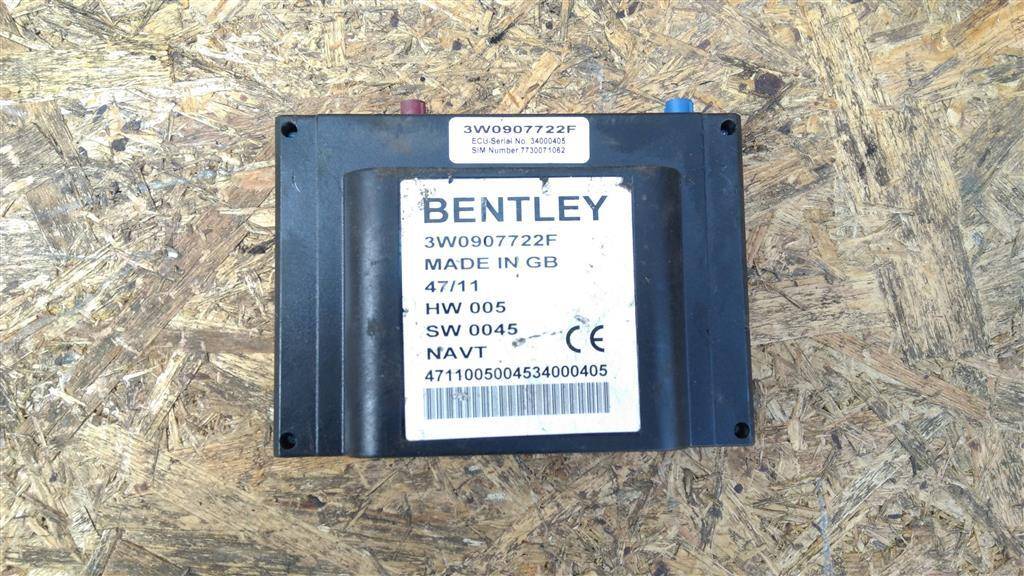 3W0907722F
ECU Serial No. 34000405
SIM Number 7730071062
BENTLEY
3W0907722F
MADE IN GB
47/11
HW 005
SW 0045
NAVT CE
4711005004534000405